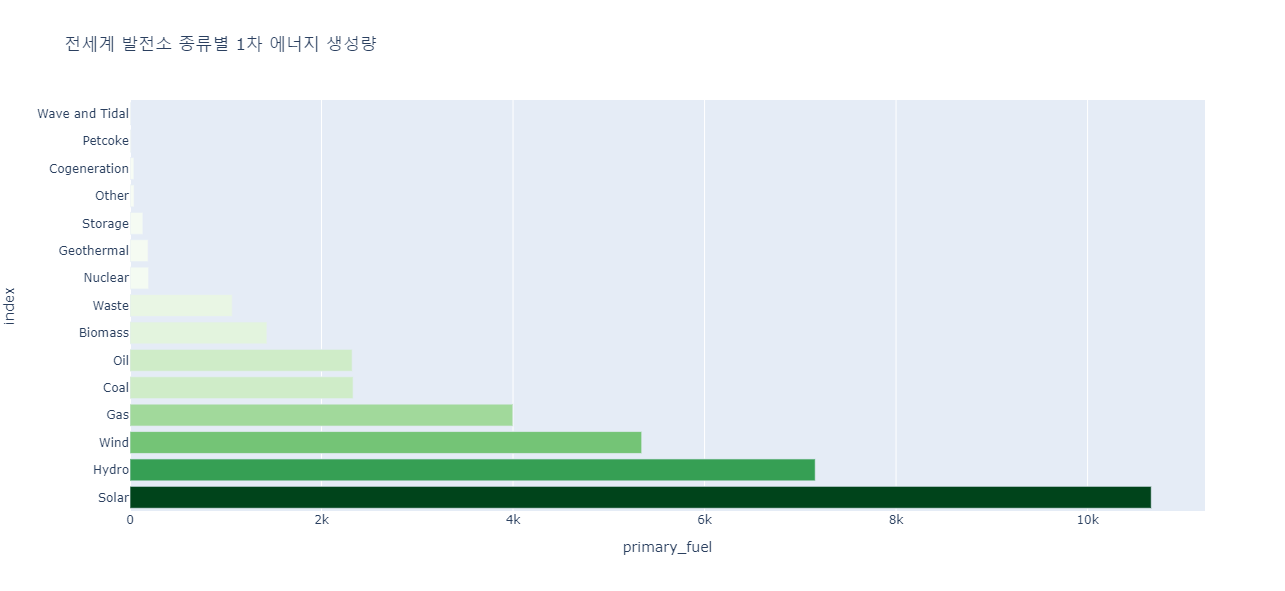 전세계 발전소 종류별 1차 에너지 생성량
Wave and Tidal
Petcoke
Cogeneration
Other
Storage
Geothermal
Nuclear
Waste
Biomass
Oil
Coal
Gas
Wind
Hydro
Solar
index
0 2k 4k 6k 8k 10k
primary_fuel